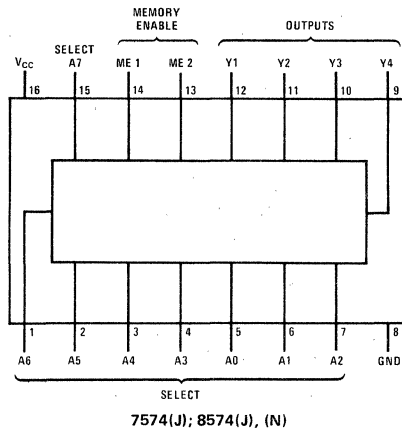 MEMORY
ENABLE
OUTPUTS
SELECT
VCC A7 ME 1 ME 2 Y1 Y2 Y3 Y4
16 15 14 13 12 11 10 9
1 2 3 4 5 6 7 8
A6 A5 A4 A3 A0 A1 A2 GND
SELECT
7574(J); 8574(J), (N)